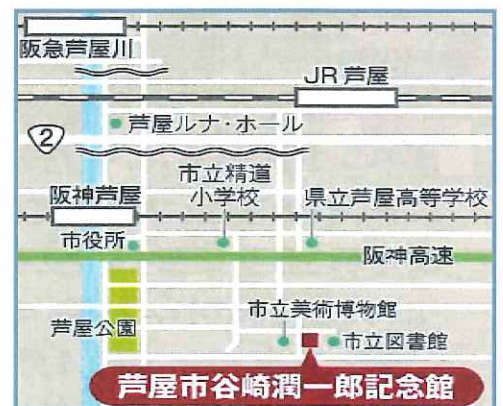 阪急芦屋川
JR 芦屋
2
芦屋ルナ・ホール
市立精道
小学校
阪神芦屋
県立芦屋高等学校
市役所
阪神高速
芦屋公園
市立美術博物館
市立図書館
芦屋市谷崎潤一郎記念館